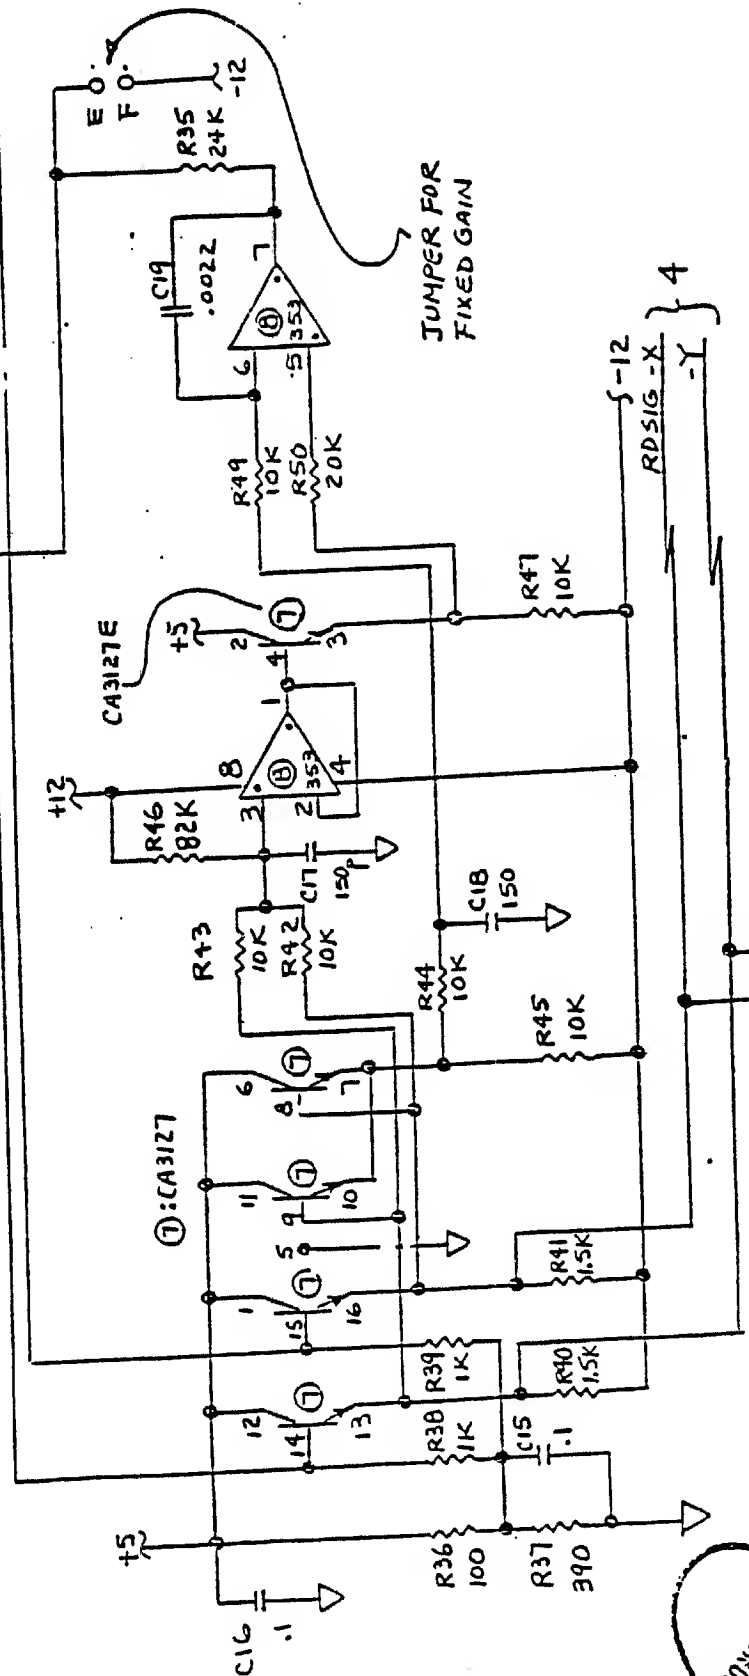 E
F
-12
R35
24K
C19
.0022
7
6
5
8
353
JUMPER FOR
FIXED GAIN
R49
10K
R50
20K
CA3127E
+5
2
4
3
7
R47
10K
-12
RDSIG -X
-Y
4
+12
R46
82K
8
3
2
1
4
8
353
C17
150p
R43
10K
R42
10K
R44
10K
C18
150
R45
10K
7:CA3127
6
8
7
7
11
9
10
7
5
1
15
16
7
12
14
13
7
R41
1.5K
R40
1.5K
R39
1K
R38
1K
C15
.1
+5
R36
100
R37
390
C16
.1